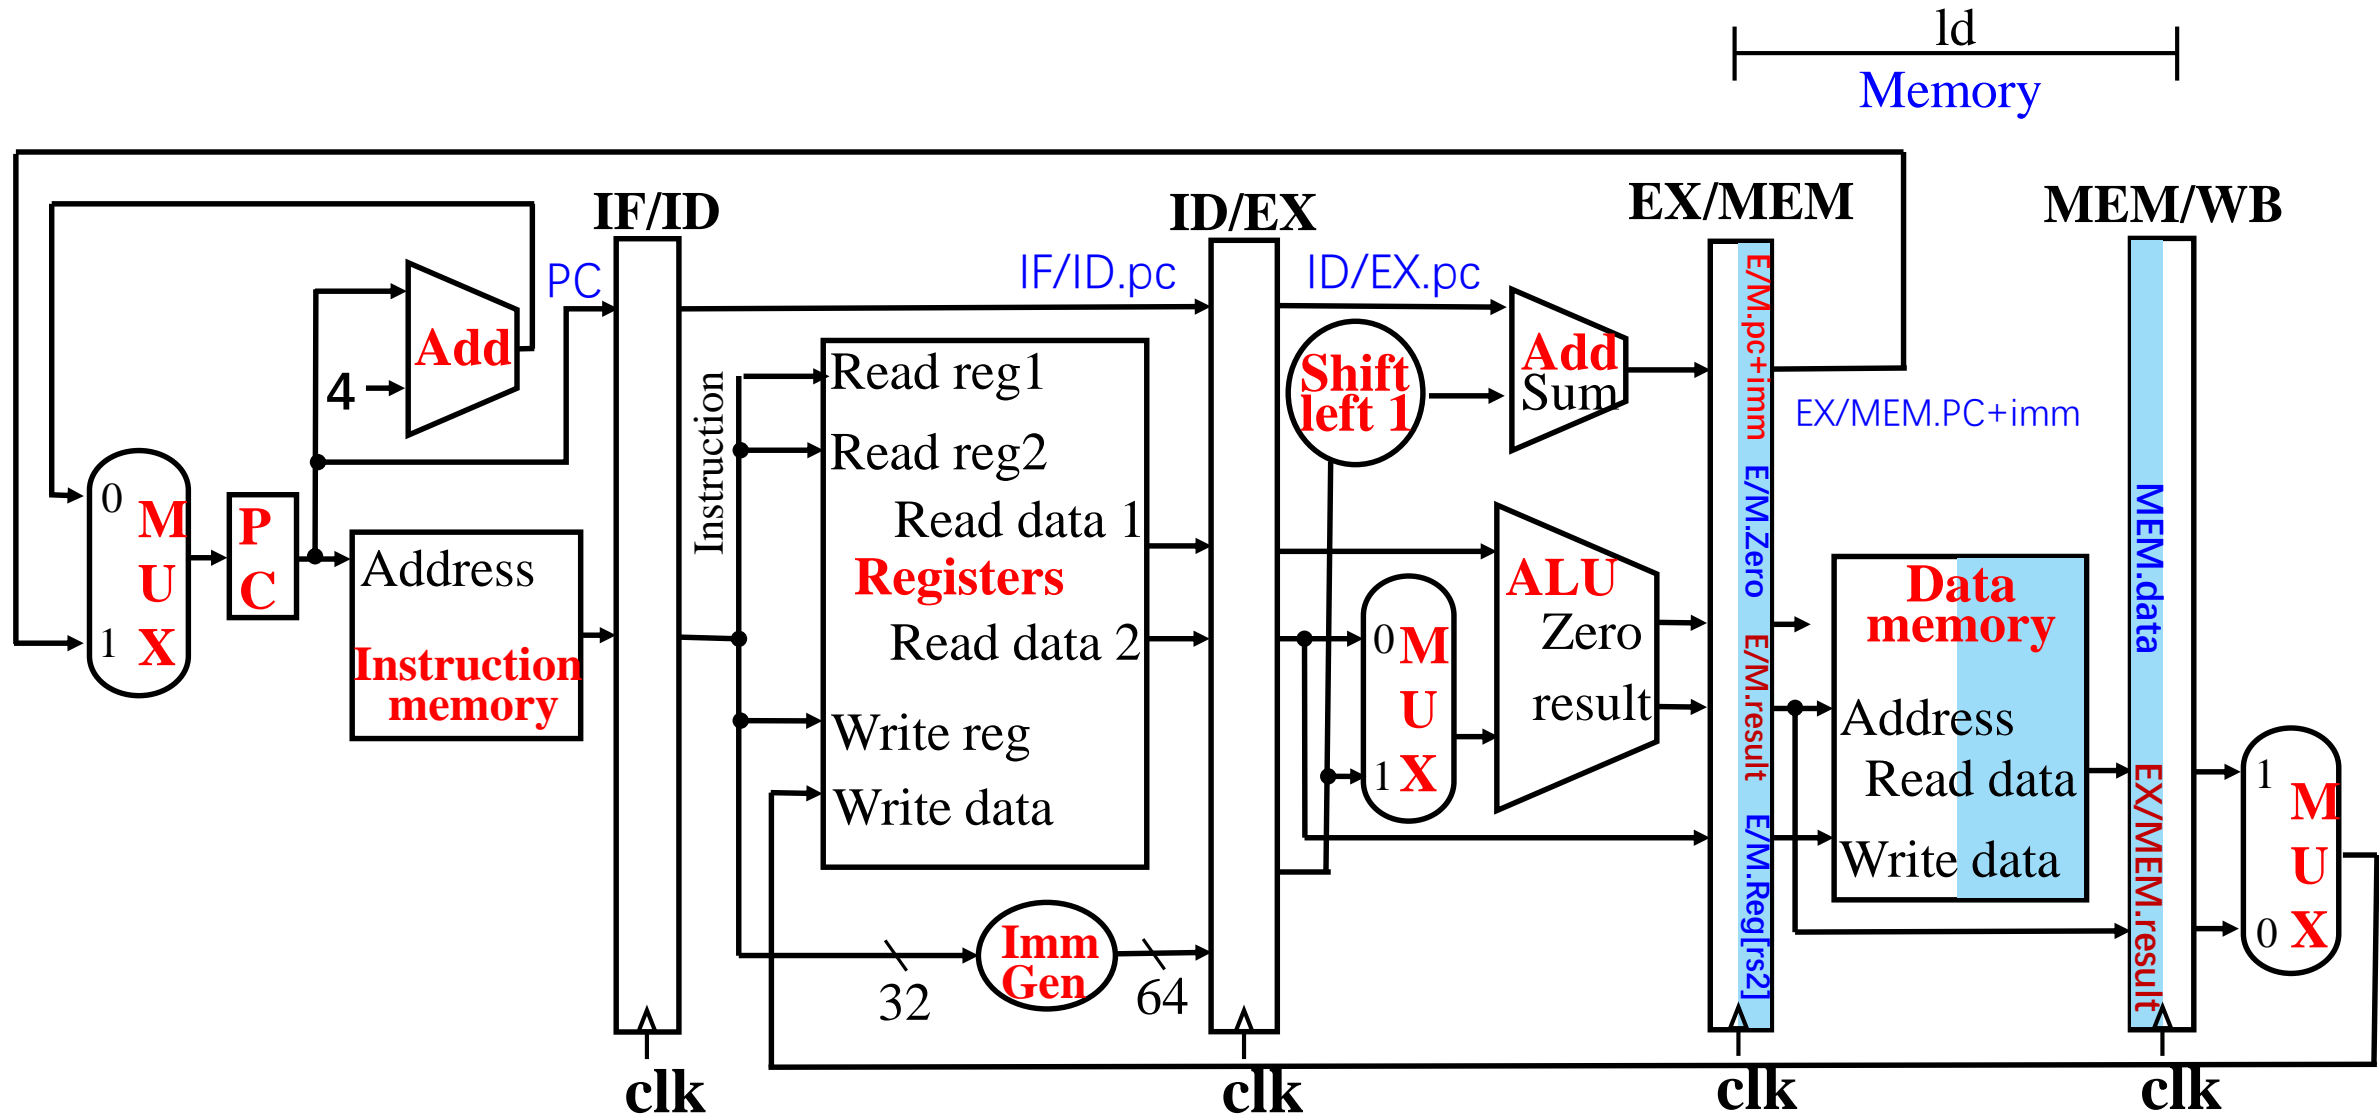 ld
Memory
IF/ID
ID/EX
EX/MEM
MEM/WB
PC
IF/ID.pc
ID/EX.pc
Add
4
0
M
U
X
1
P
C
Address
Instruction
memory
Instruction
Read reg1
Read reg2
Read data 1
Registers
Read data 2
Write reg
Write data
Imm
Gen
32
64
Shift
left 1
Add
Sum
0
M
U
X
1
ALU
Zero
result
E/M.pc+imm
E/M.Zero
E/M.result
E/M.Reg[rs2]
EX/MEM.PC+imm
Data
memory
Address
Read data
Write data
MEM.data
EX/MEM.result
1
M
U
X
0
clk
clk
clk
clk